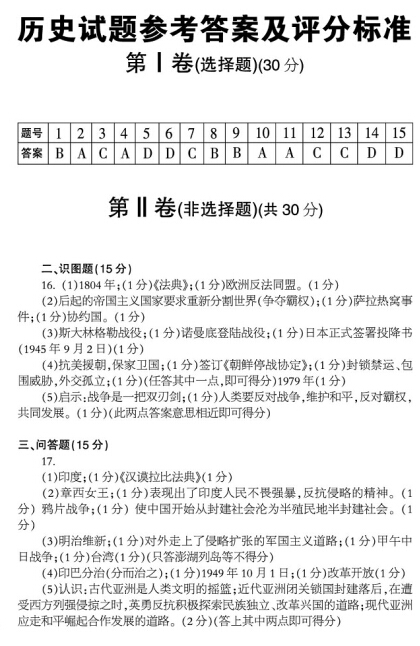 历史试题参考答案及评分标准
第Ⅰ卷(选择题)(30分)
题号 1 2 3 4 5 6 7 8 9 10 11 12 13 14 15
答案 B A C A D D C B B A A C C D D
第Ⅱ卷(非选择题)(共30分)
二、识图题(15分)
16. (1)1804年;(1分)《法典》;(1分)欧洲反法同盟。(1分)
(2)后起的帝国主义国家要求重新分割世界(争夺霸权);(1分)萨拉热窝事
件;(1分)协约国。(1分)
(3)斯大林格勒战役;(1分)诺曼底登陆战役;(1分)日本正式签署投降书
(1945年9月2日)(1分)
(4)抗美援朝,保家卫国;(1分)签订《朝鲜停战协定》;(1分)封锁禁运、包
围威胁,外交孤立;(1分)(任答其中一点,即可得分)1979年(1分)
(5)启示:战争是一把双刃剑;(1分)人类要反对战争,维护和平,反对霸权,
共同发展。(1分)(此两点答案意思相近即可得分)
三、问答题(15分)
17.
(1)印度;(1分)《汉谟拉比法典》(1分)
(2)章西女王;(1分)表现出了印度人民不畏强暴,反抗侵略的精神。(1
分) 鸦片战争;(1分) 使中国开始从封建社会沦为半殖民地半封建社会。(1
分)
(3)明治维新;(1分)对外走上了侵略扩张的军国主义道路;(1分)甲午中
日战争;(1分)台湾(1分)(只答澎湖列岛等不得分)
(4)印巴分治(分而治之);(1分)1949年10月1日;(1分)改革开放(1分)
(5)认识:古代亚洲是人类文明的摇篮;近代亚洲闭关锁国封建落后,在遭
受西方列强侵掠之时,英勇反抗积极探索民族独立、改革兴国的道路;现代亚洲
应走和平崛起合作发展的道路。(2分)(答上其中两点即可得分)